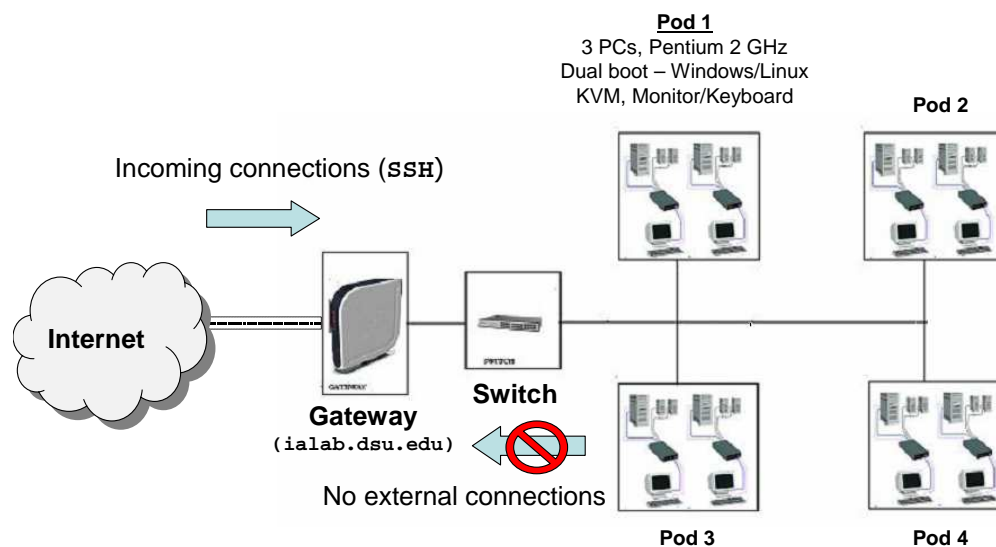 Pod 1
3 PCs, Pentium 2 GHz
Dual boot – Windows/Linux
KVM, Monitor/Keyboard
Pod 2
Incoming connections (SSH)
Internet
GATEWAY
Gateway
(ialab.dsu.edu)
Switch
No external connections
Pod 3
Pod 4